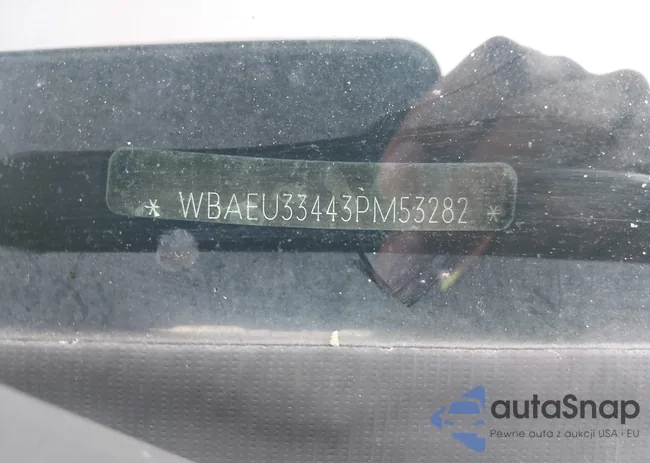 * WBAEU33443PM53282 *
autaSnap
Pewne auta z aukcji USA i EU